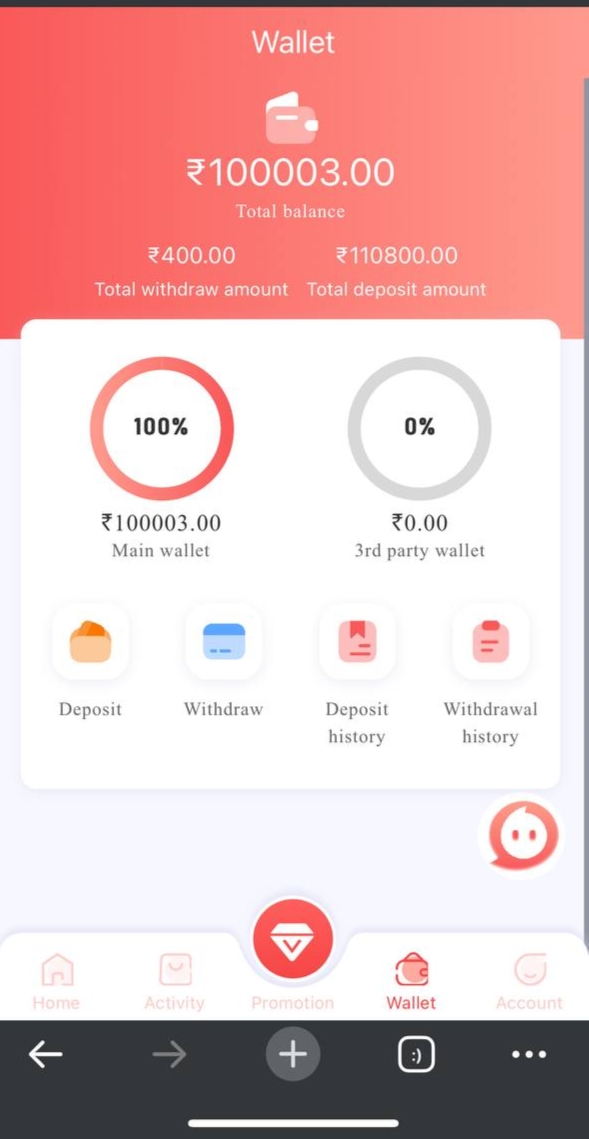 Wallet
₹100003.00
Total balance
₹400.00 ₹110800.00
Total withdraw amount Total deposit amount
100% 0%
₹100003.00 ₹0.00
Main wallet 3rd party wallet
Deposit Withdraw Deposit history Withdrawal history
Home Activity Promotion Wallet Account
:)